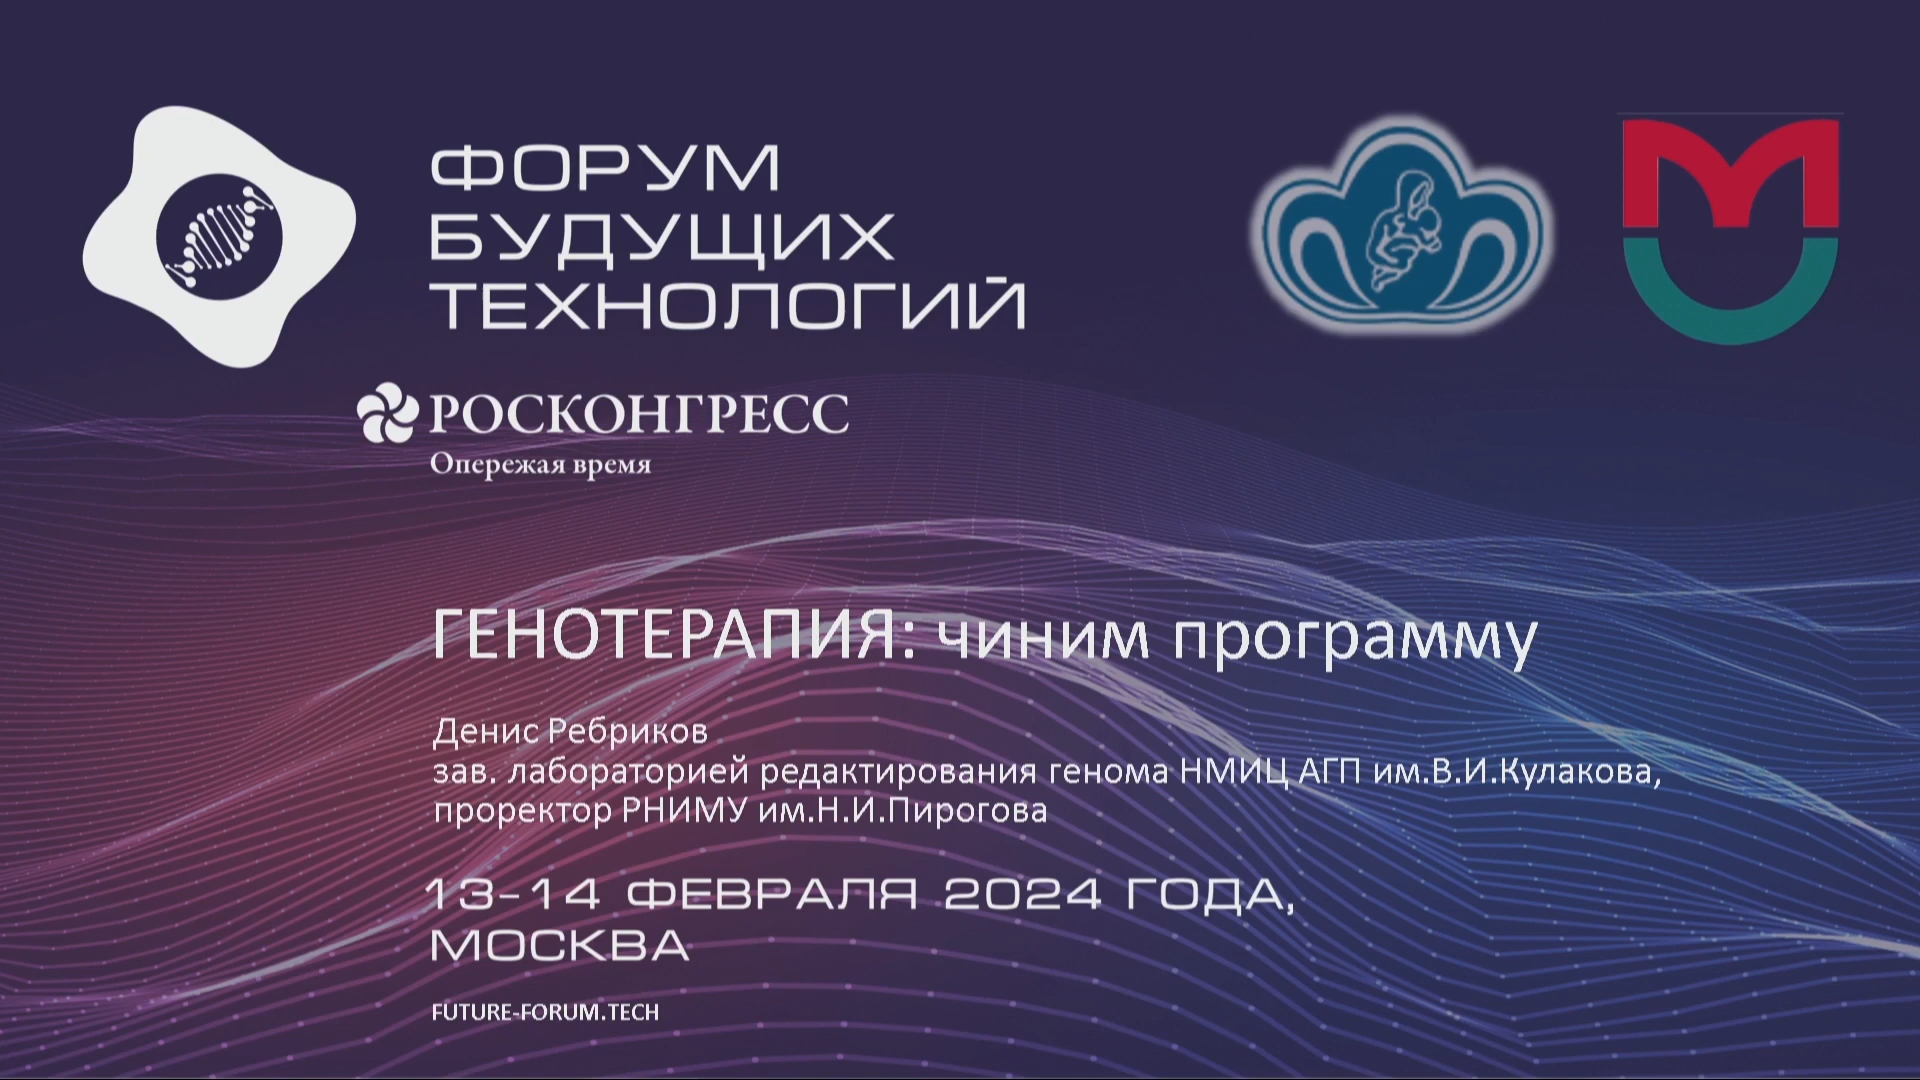 ФОРУМ
БУДУЩИХ
ТЕХНОЛОГИЙ
РОСКОНГРЕСС
Опережая время
ГЕНОТЕРАПИЯ: чиним программу
Денис Ребриков
зав. лабораторией редактирования генома НМИЦ АГП им.В.И.Кулакова,
проректор РНИМУ им.Н.И.Пирогова
13-14 ФЕВРАЛЯ 2024 ГОДА,
МОСКВА
FUTURE-FORUM.TECH